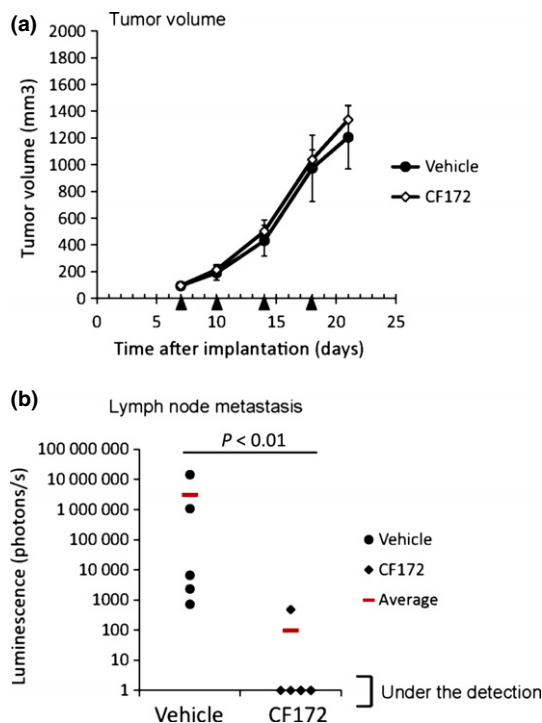 (a)
Tumor volume
Tumor volume (mm3)
2000
1800
1600
1400
1200
1000
800
600
400
200
0
0 5 10 15 20 25
Time after implantation (days)
Vehicle
CF172
(b)
Lymph node metastasis
P < 0.01
Luminescence (photons/s)
100 000 000
10 000 000
1 000 000
10 000
1000
100
10
1
Vehicle CF172
Vehicle
CF172
Average
Under the detection